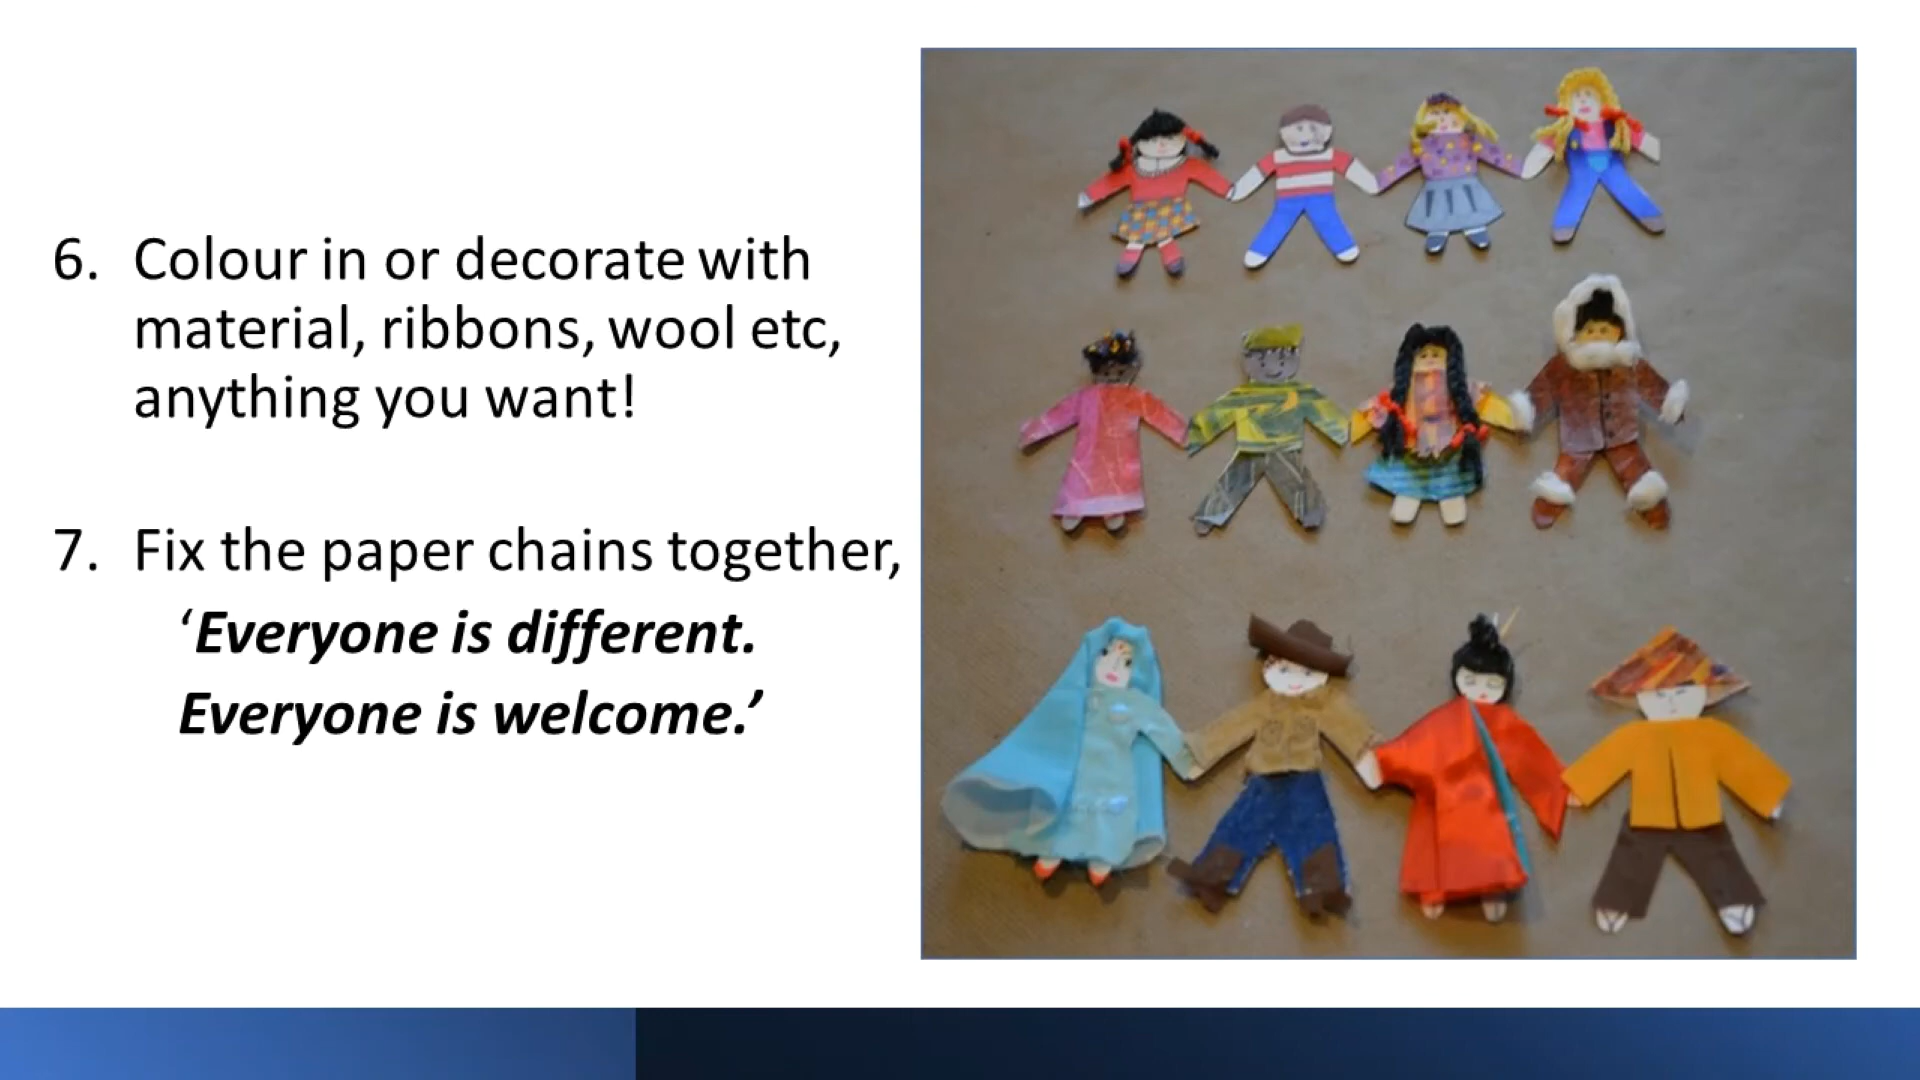 6. Colour in or decorate with
material, ribbons, wool etc,
anything you want!
7. Fix the paper chains together,
‘Everyone is different.
Everyone is welcome.’